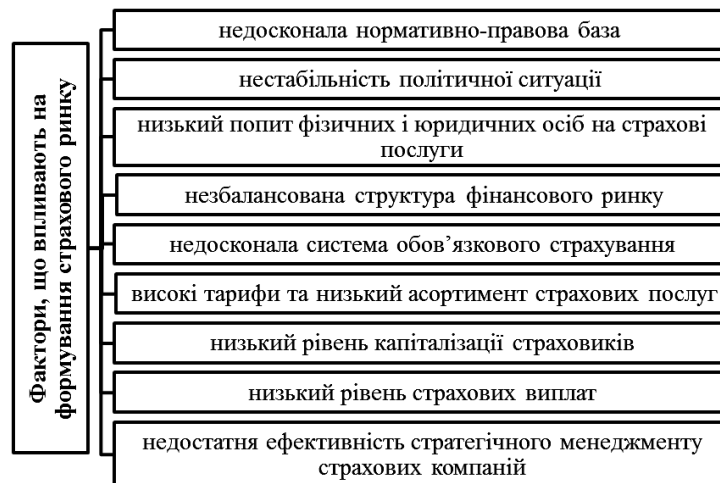 Фактори, що впливають на
формування страхового ринку
недосконала нормативно-правова база
нестабільність політичної ситуації
низький попит фізичних і юридичних осіб на страхові
послуги
незбалансована структура фінансового ринку
недосконала система обов’язкового страхування
високі тарифи та низький асортимент страхових послуг
низький рівень капіталізації страховиків
низький рівень страхових виплат
недостатня ефективність стратегічного менеджменту
страхових компаній